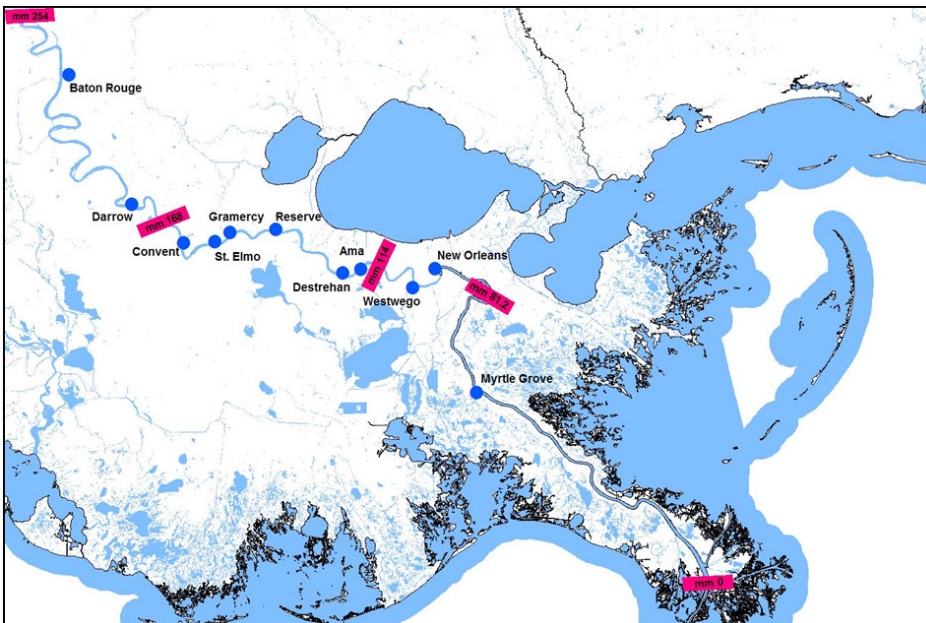 mm 254
Baton Rouge
Darrow
mm 168
Gramercy
Reserve
Convent
St. Elmo
Ama
mm 114
New Orleans
Destrehan
Westwego
mm 81.2
Myrtle Grove
mm 0